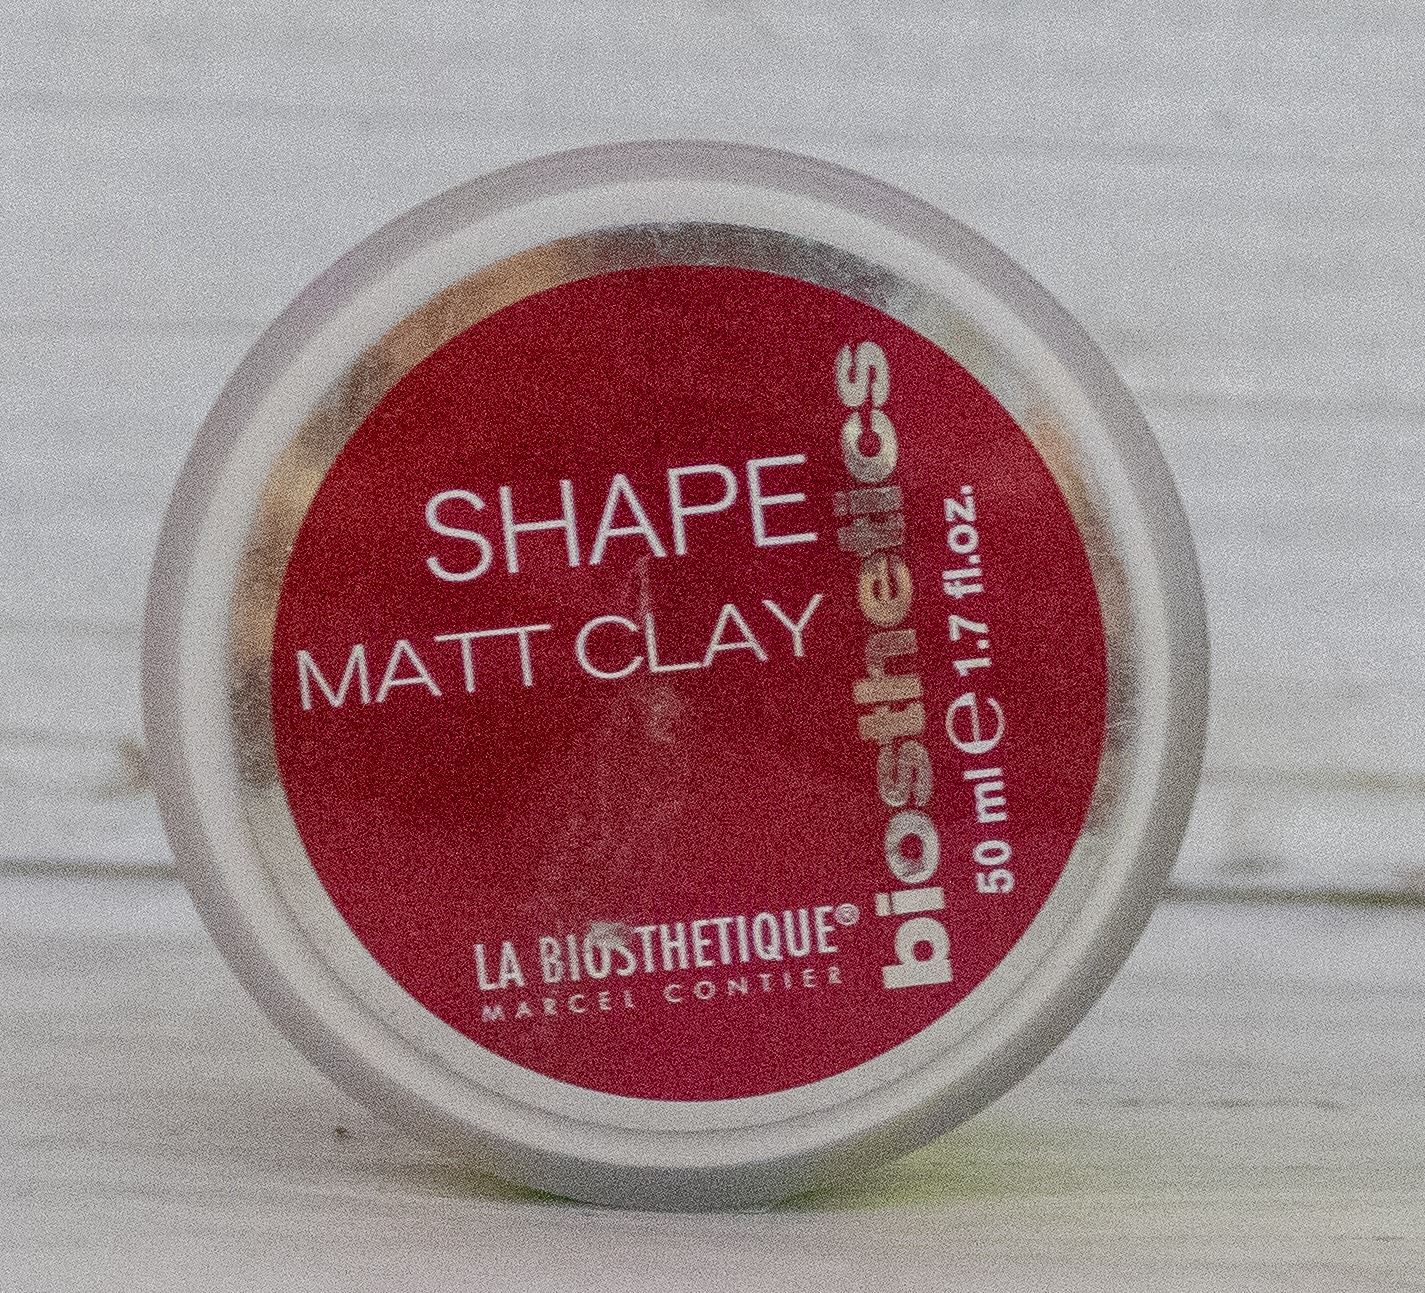 SHAPE
MATT CLAY
LA BIOSTHETIQUE®
MARCEL CONTIER
biosthetics
50 ml e 1.7 fl.oz.